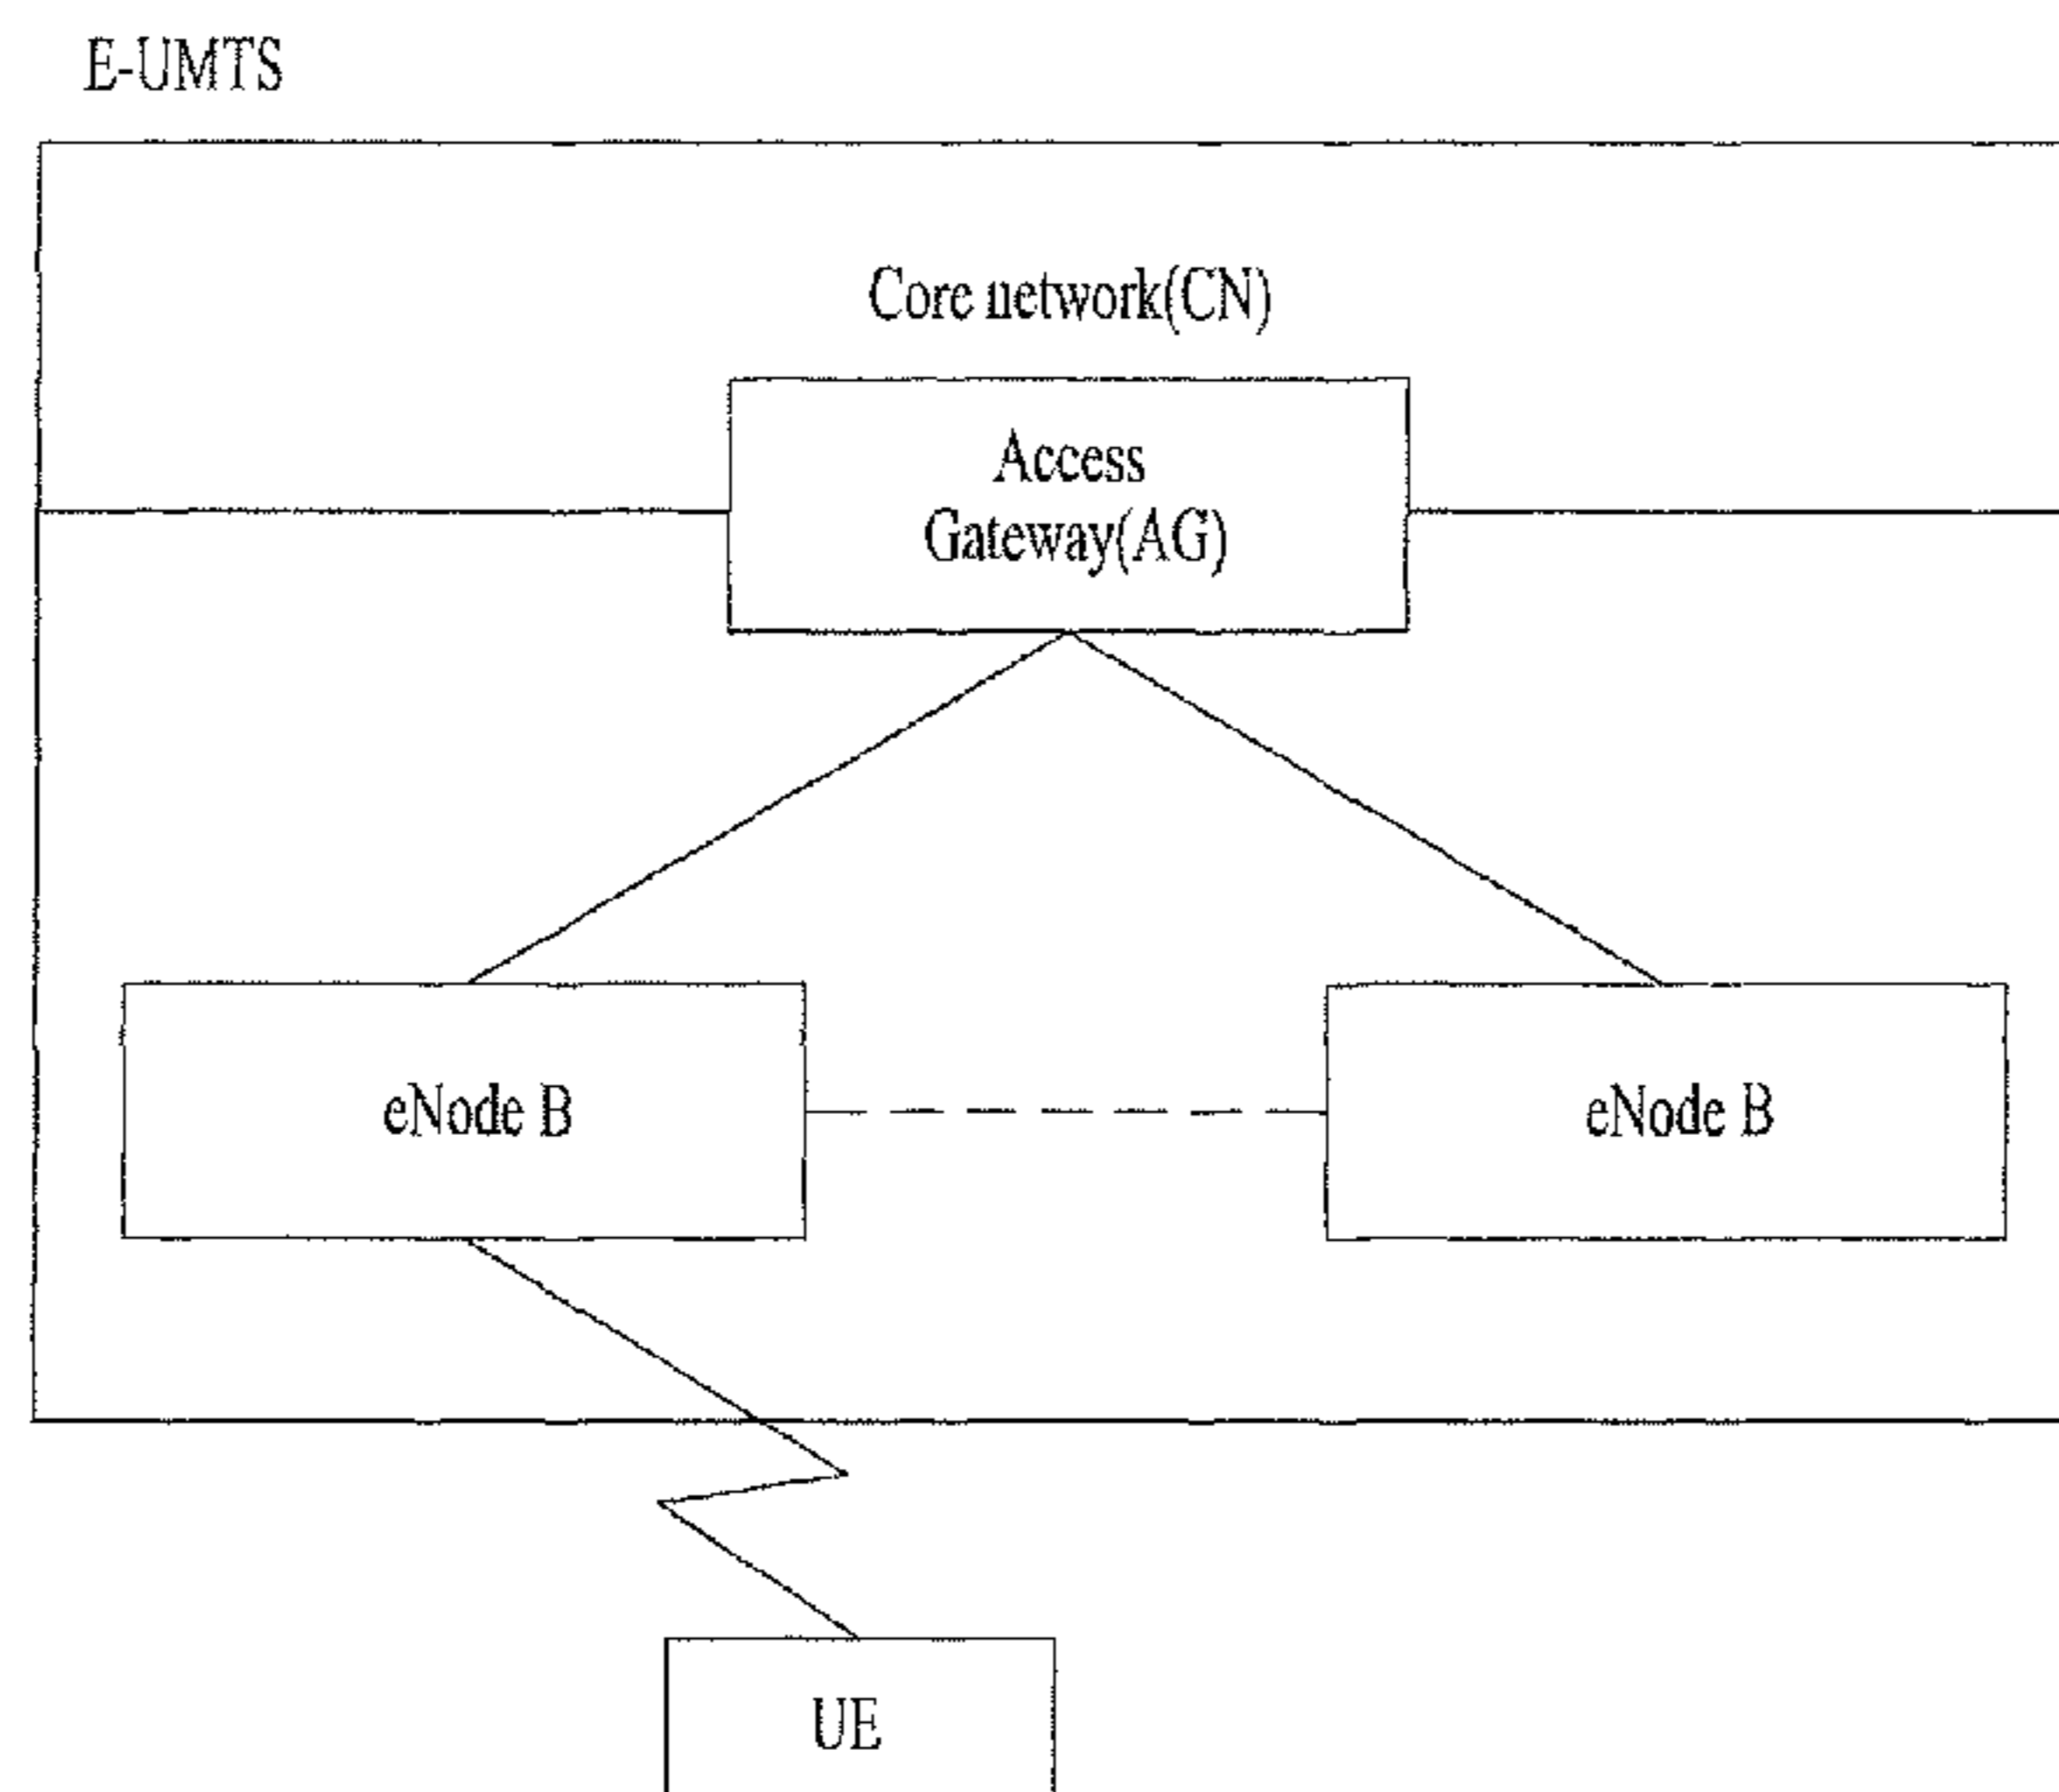 E-UMTS
Core network(CN)
Access
Gateway(AG)
eNode B
eNode B
UE